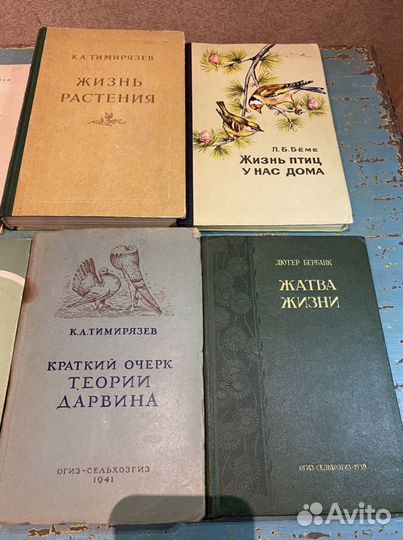 К.А.ТИМИРЯЗЕВ
ЖИЗНЬ
РАСТЕНИЯ
Л.Б.БЁМЕ
Жизнь птиц
у нас дома
К.А.ТИМИРЯЗЕВ
КРАТКИЙ ОЧЕРК
ТЕОРИИ
ДАРВИНА
ОГИЗ-СЕЛЬХОЗГИЗ
1941
ЛЮТЕР БЕРБАНК
ЖАТВА
ЖИЗНИ
ОГИЗ-СЕЛЬХОЗГИЗ-1939
Avito